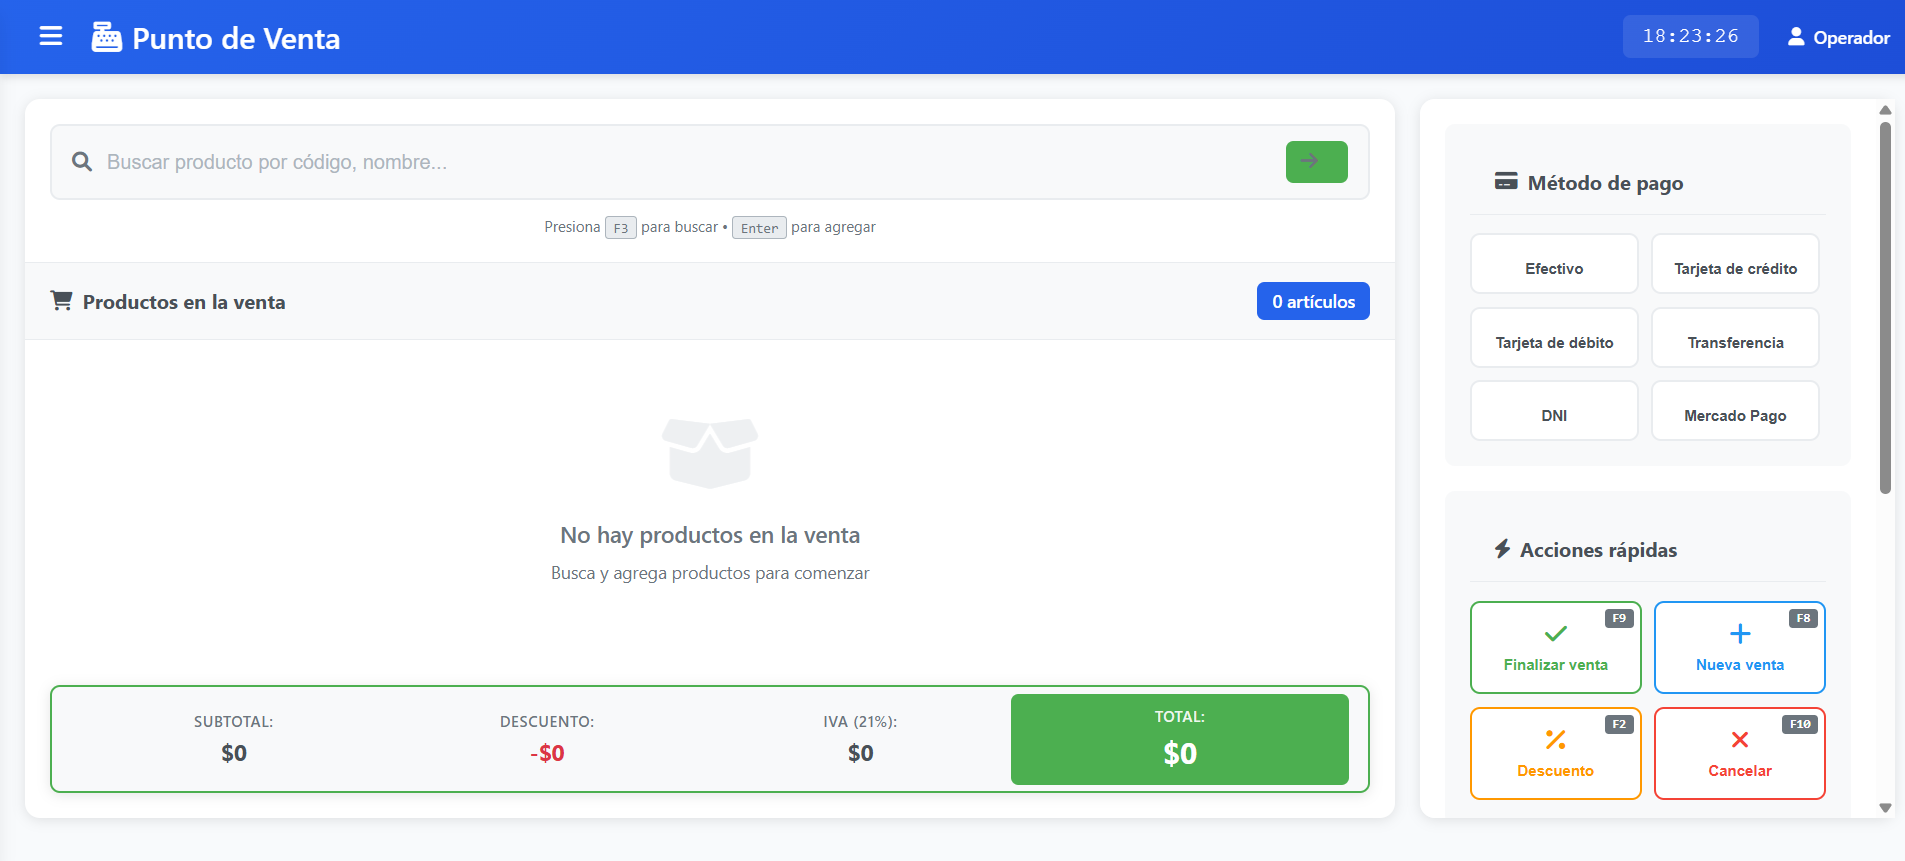 Punto de Venta
18:23:26
Operador
Buscar producto por código, nombre...
Presiona F3 para buscar • Enter para agregar
Productos en la venta
0 artículos
No hay productos en la venta
Busca y agrega productos para comenzar
SUBTOTAL:
$0
DESCUENTO:
-$0
IVA (21%):
$0
TOTAL:
$0
Método de pago
Efectivo
Tarjeta de crédito
Tarjeta de débito
Transferencia
DNI
Mercado Pago
Acciones rápidas
F9
Finalizar venta
F8
Nueva venta
F2
Descuento
F10
Cancelar